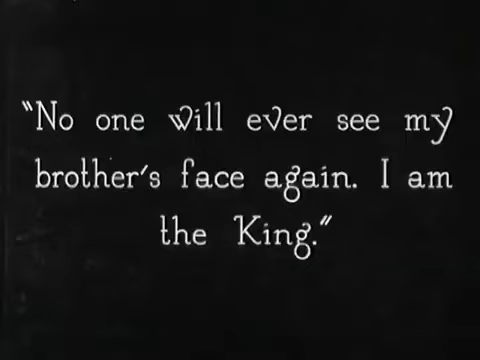 "No one will ever see my
brother's face again. I am
the King."